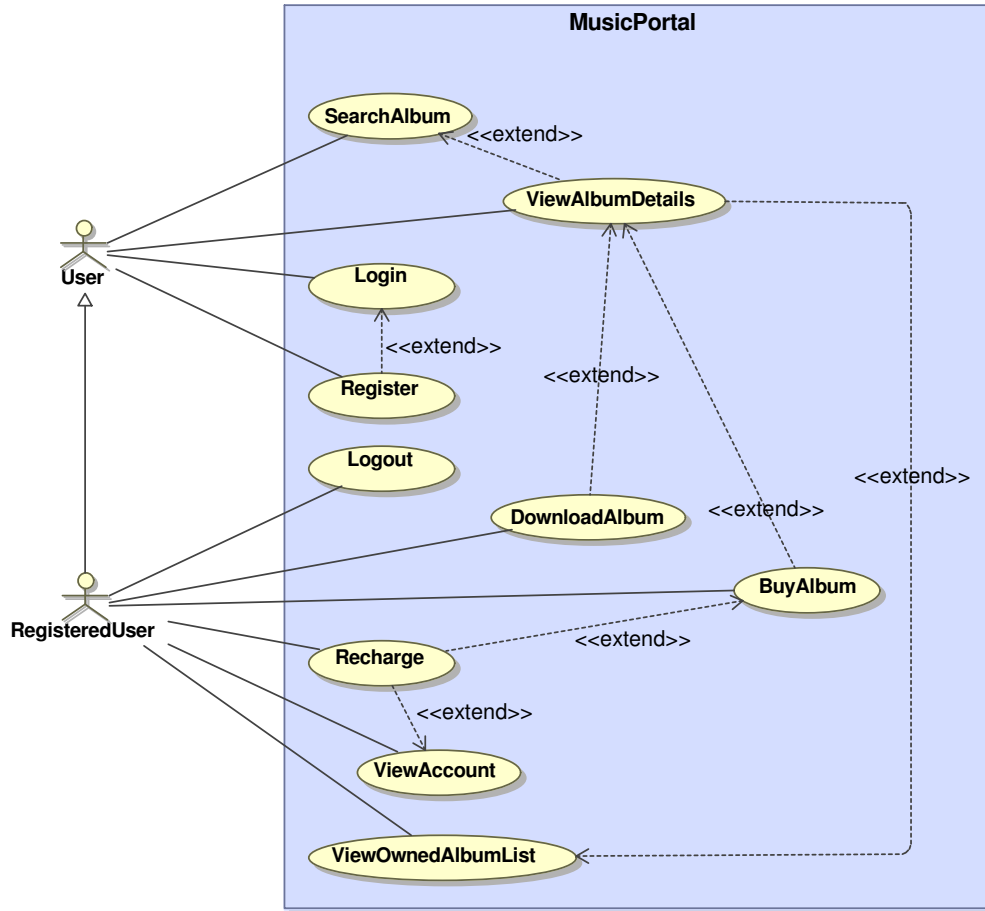 MusicPortal
SearchAlbum
<<extend>>
ViewAlbumDetails
User
Login
<<extend>>
<<extend>>
Register
Logout
<<extend>>
<<extend>>
DownloadAlbum
BuyAlbum
RegisteredUser
<<extend>>
Recharge
<<extend>>
ViewAccount
ViewOwnedAlbumList